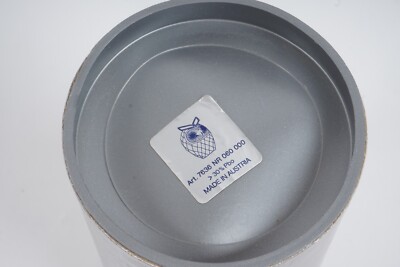 Art. 7636 NR 060 000
> 30% Pbo
MADE IN AUSTRIA